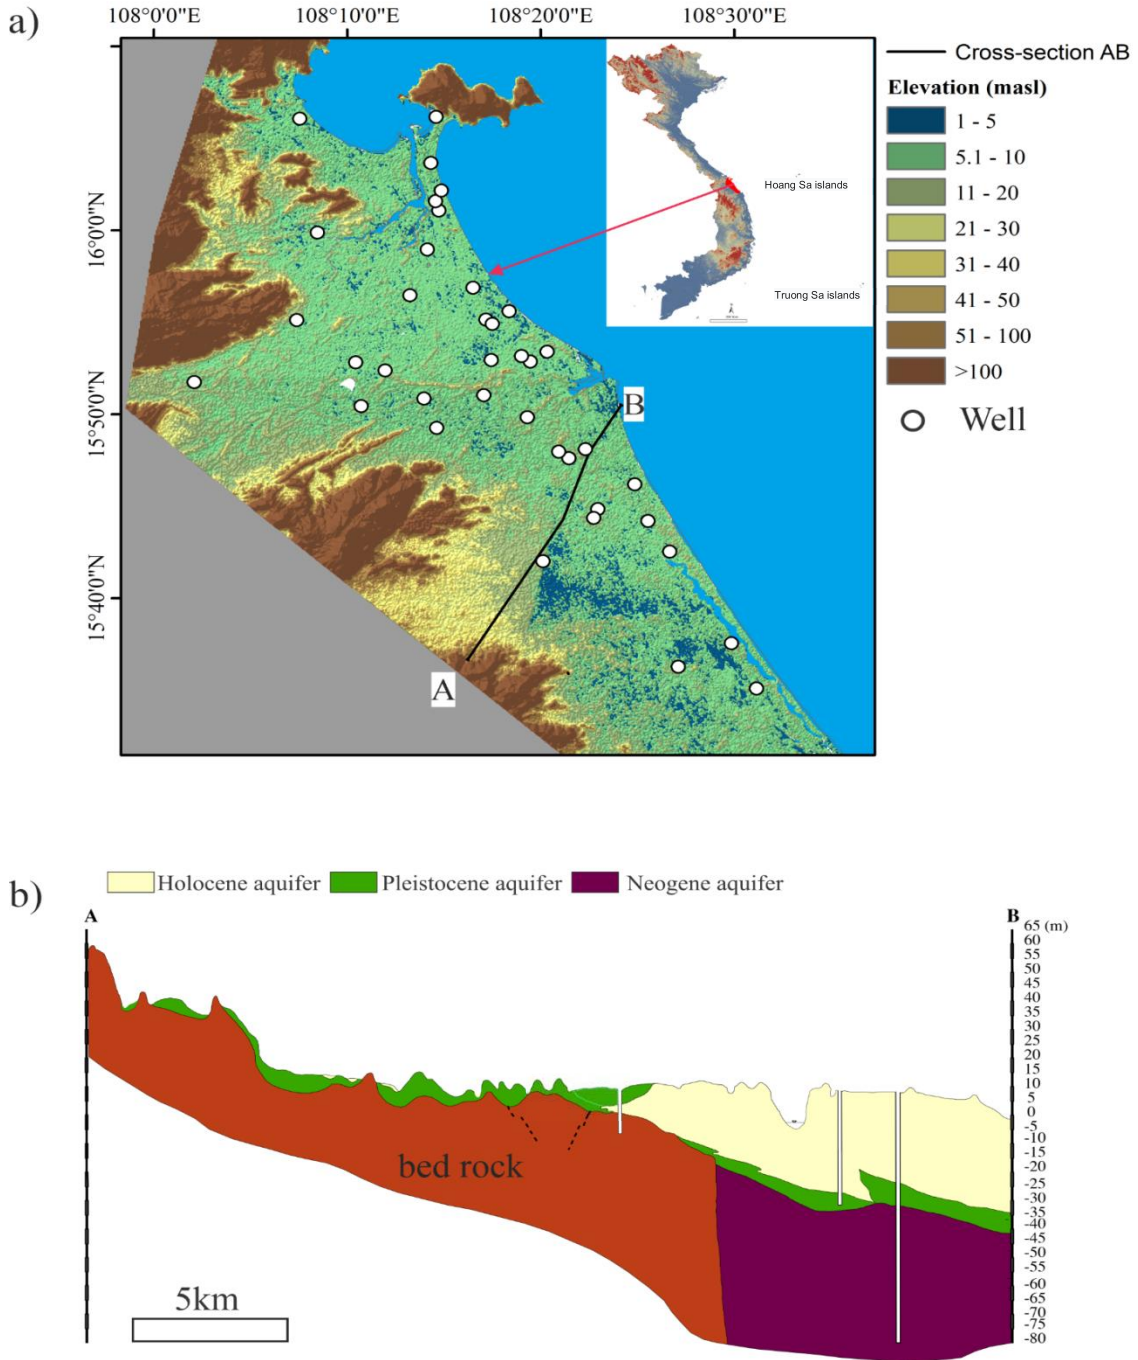 a)
108°0'0"E
108°10'0"E
108°20'0"E
108°30'0"E
16°0'0"N
15°50'0"N
15°40'0"N
Hoang Sa islands
Truong Sa islands
B
A
Cross-section AB
Elevation (masl)
1 - 5
5.1 - 10
11 - 20
21 - 30
31 - 40
41 - 50
51 - 100
>100
Well
b)
Holocene aquifer
Pleistocene aquifer
Neogene aquifer
A
B
65 (m)
60
55
50
45
40
35
30
25
20
15
10
5
0
-5
-10
-15
-20
-25
-30
-35
-40
-45
-50
-55
-60
-65
-70
-75
-80
bed rock
5km